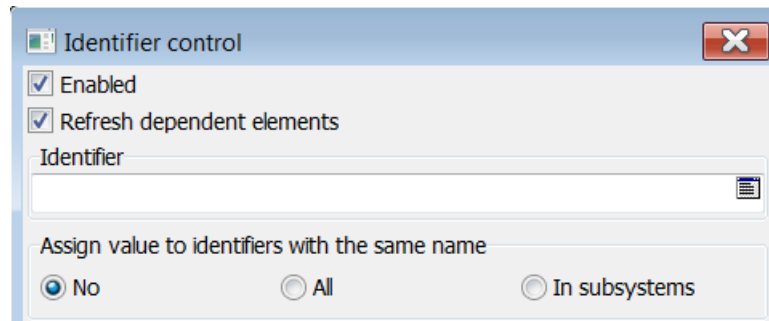 Identifier control
Enabled
Refresh dependent elements
Identifier
Assign value to identifiers with the same name
No All In subsystems